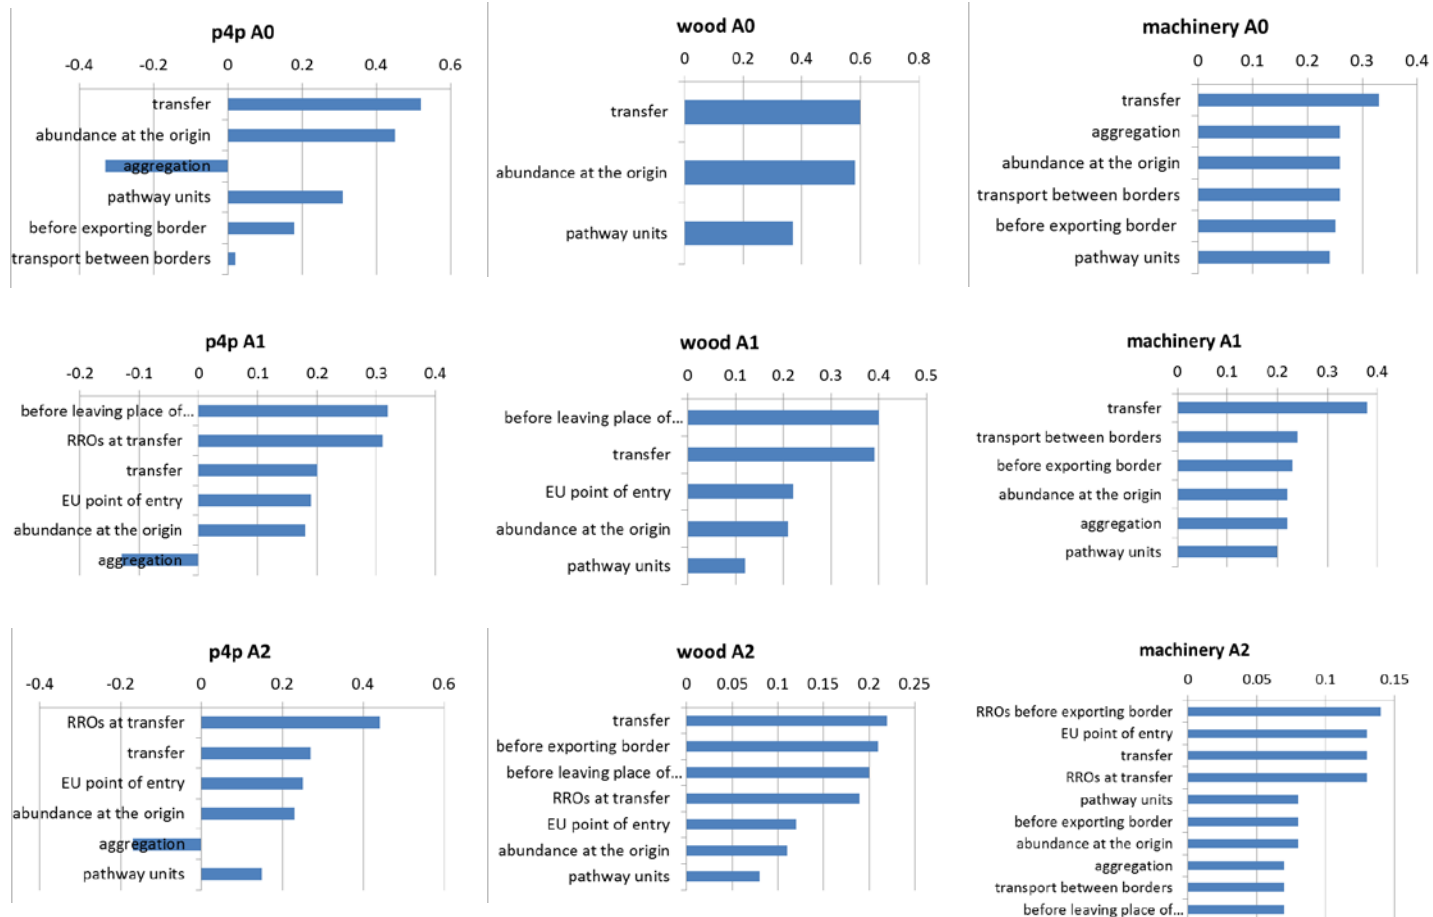 p4p A0
-0.4 -0.2 0 0.2 0.4 0.6
transfer
abundance at the origin
aggregation
pathway units
before exporting border
transport between borders
wood A0
0 0.2 0.4 0.6 0.8
transfer
abundance at the origin
pathway units
machinery A0
0 0.1 0.2 0.3 0.4
transfer
aggregation
abundance at the origin
transport between borders
before exporting border
pathway units
p4p A1
-0.2 -0.1 0 0.1 0.2 0.3 0.4
before leaving place of...
RROs at transfer
transfer
EU point of entry
abundance at the origin
aggregation
wood A1
0 0.1 0.2 0.3 0.4 0.5
before leaving place of...
transfer
EU point of entry
abundance at the origin
pathway units
machinery A1
0 0.1 0.2 0.3 0.4
transfer
transport between borders
before exporting border
abundance at the origin
aggregation
pathway units
p4p A2
-0.4 -0.2 0 0.2 0.4 0.6
RROs at transfer
transfer
EU point of entry
abundance at the origin
aggregation
pathway units
wood A2
0 0.05 0.1 0.15 0.2 0.25
transfer
before exporting border
before leaving place of...
RROs at transfer
EU point of entry
abundance at the origin
pathway units
machinery A2
0 0.05 0.1 0.15
RROs before exporting border
EU point of entry
transfer
RROs at transfer
pathway units
before exporting border
abundance at the origin
aggregation
transport between borders
before leaving place of...